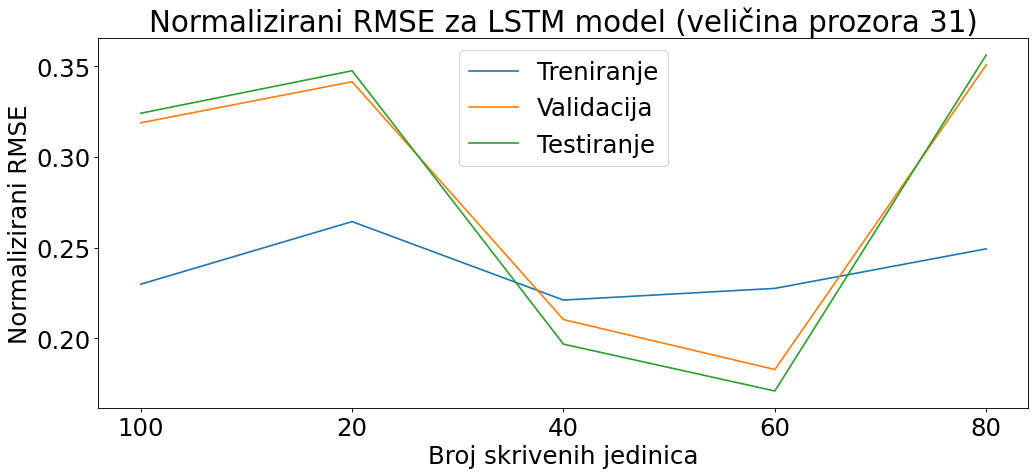 Normalizirani RMSE za LSTM model (veličina prozora 31)
Treniranje
Validacija
Testiranje
Normalizirani RMSE
0.35
0.30
0.25
0.20
100 20 40 60 80
Broj skrivenih jedinica